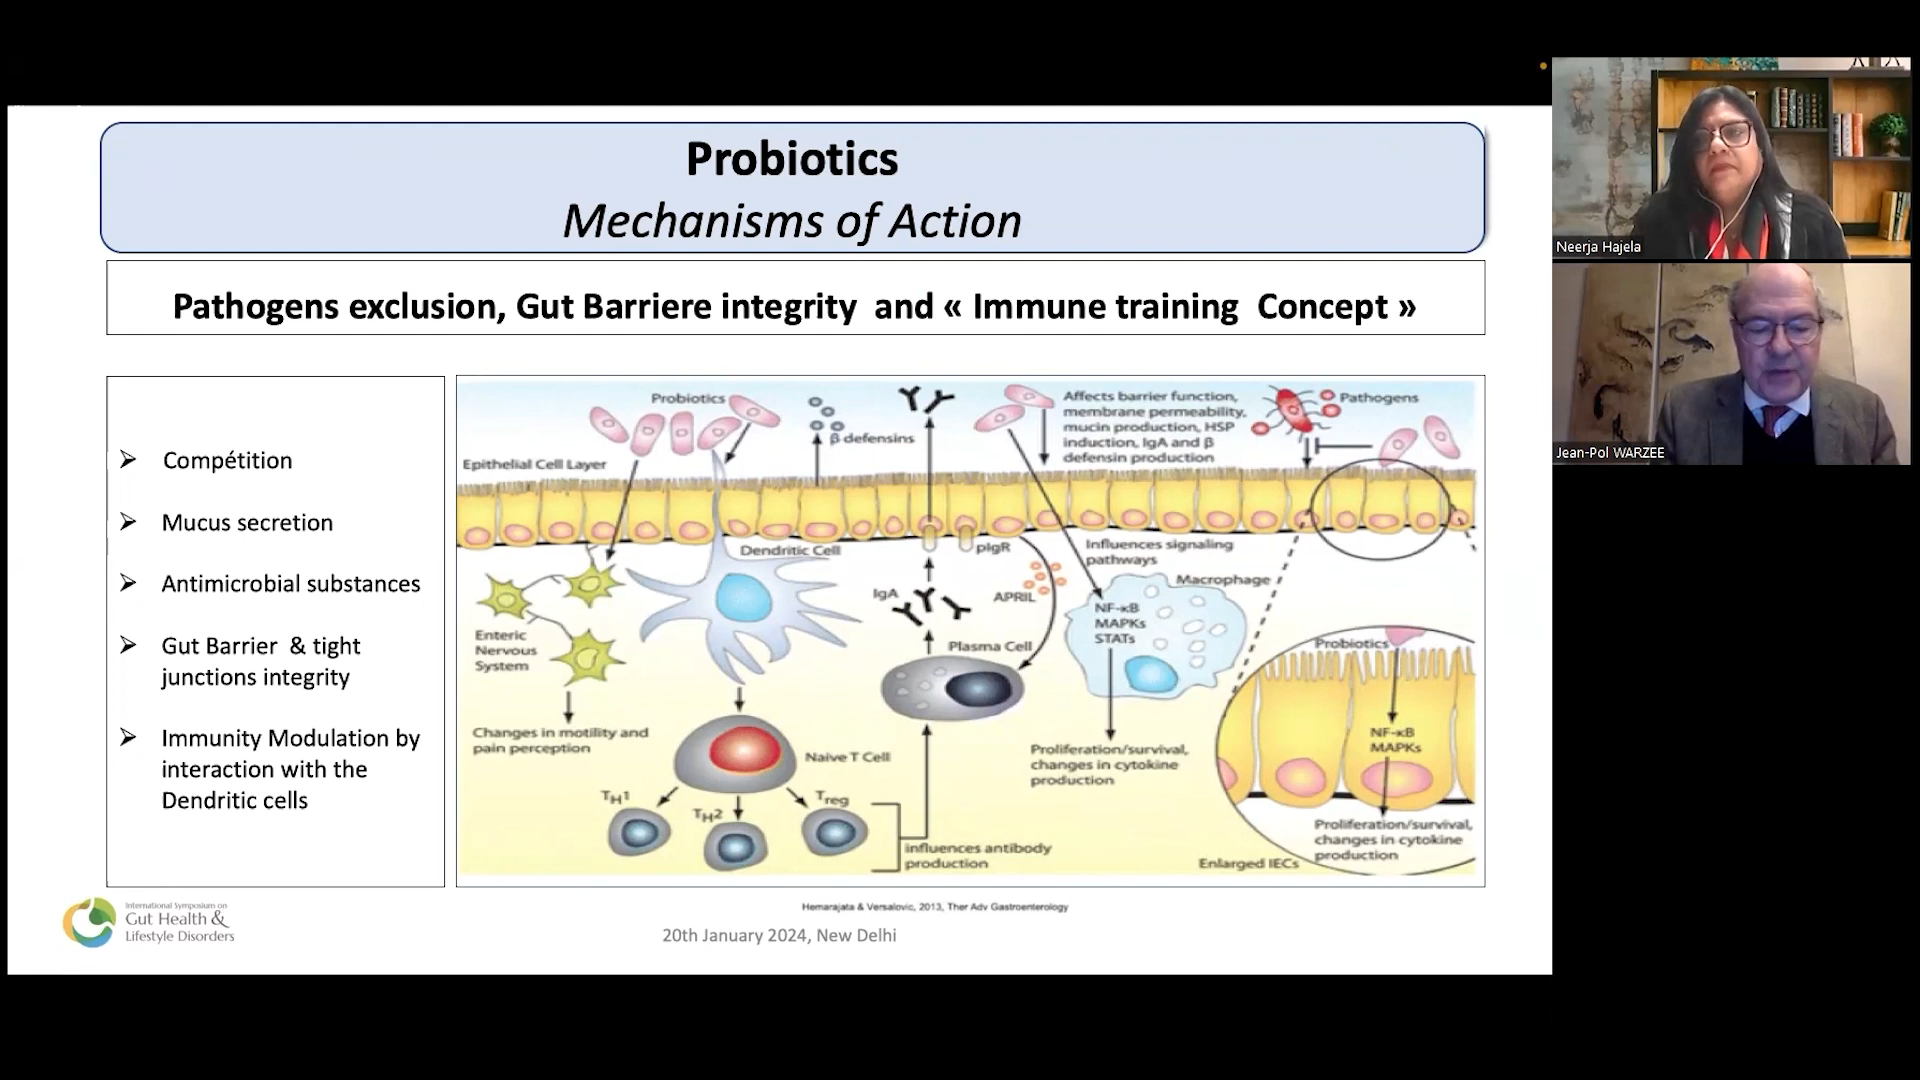 Probiotics
Mechanisms of Action
Pathogens exclusion, Gut Barriere integrity and « Immune training Concept »
Compétition
Mucus secretion
Antimicrobial substances
Gut Barrier & tight
junctions integrity
Immunity Modulation by
interaction with the
Dendritic cells
Probiotics
β defensins
Affects barrier function,
membrane permeability,
mucin production, HSP
induction, IgA and β
defensin production
Pathogens
Epithelial Cell Layer
Dendritic Cell
pIgR
Influences signaling
pathways
Macrophage
IgA
APRIL
NF-κB
MAPKs
STATs
Enteric
Nervous
System
Plasma Cell
Probiotics
Changes in motility and
pain perception
Naive T Cell
NF-κB
MAPKs
Proliferation/survival,
changes in cytokine
production
TH1
TH2
Treg
influences antibody
production
Proliferation/survival,
changes in cytokine
production
Enlarged IECs
International Symposium on
Gut Health &
Lifestyle Disorders
Hemarajata & Versalovic, 2013, Ther Adv Gastroenterology
20th January 2024, New Delhi
Neerja Hajela
Jean-Pol WARZEE